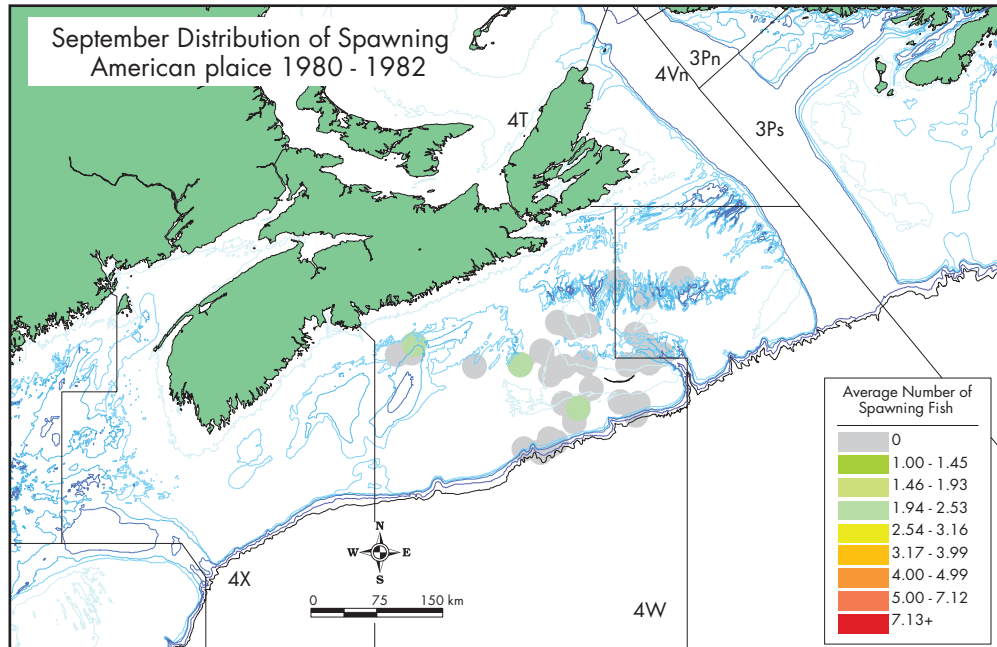 September Distribution of Spawning
American plaice 1980 - 1982
3Pn
4Vn
4T
3Ps
Average Number of
Spawning Fish
0
1.00 - 1.45
1.46 - 1.93
1.94 - 2.53
2.54 - 3.16
3.17 - 3.99
4.00 - 4.99
5.00 - 7.12
7.13+
N
W E
S
4X
0 75 150 km
4W